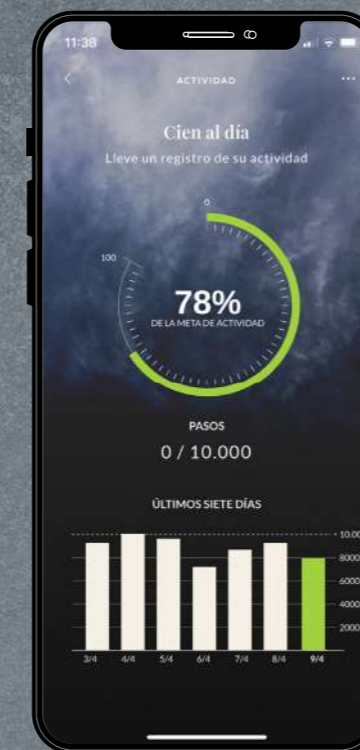 11:38
ACTIVIDAD
Cien al día
Lleve un registro de su actividad
0
100
78%
DE LA META DE ACTIVIDAD
PASOS
0 / 10.000
ÚLTIMOS SIETE DÍAS
8000
6000
4000
2000
3/4 4/4 5/4 6/4 7/4 8/4 9/4